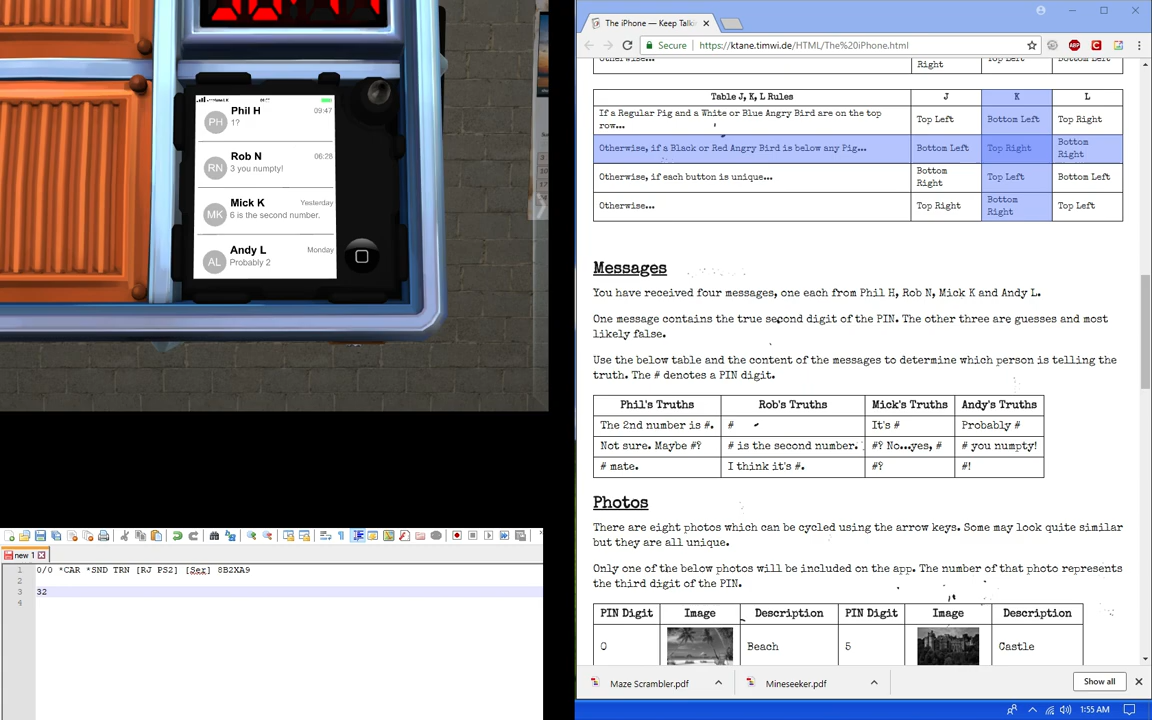 The iPhone — Keep Talki
Secure
https://ktane.timwi.de/HTML/The%20iPhone.html
Phil H 09:47
PH 1?
Rob N 06:28
RN 3 you numpty!
Mick K Yesterday
MK 6 is the second number.
Andy L Monday
AL Probably 2
Otherwise...
Right
Bottom Left
Table J, K, L Rules J K L
If a Regular Pig and a White or Blue Angry Bird are on the top row... Top Left Bottom Left Top Right
Otherwise, if a Black or Red Angry Bird is below any Pig... Bottom Left Top Right Bottom Right
Otherwise, if each button is unique... Bottom Right Top Left Bottom Left
Otherwise... Top Right Bottom Right Top Left
Messages
You have received four messages, one each from Phil H, Rob N, Mick K and Andy L.
One message contains the true second digit of the PIN. The other three are guesses and most
likely false.
Use the below table and the content of the messages to determine which person is telling the
truth. The # denotes a PIN digit.
Phil's Truths Rob's Truths Mick's Truths Andy's Truths
The 2nd number is #. # It's # Probably #
Not sure. Maybe #? # is the second number. #? No...yes, # # you numpty!
# mate. I think it's #. #? #!
Photos
There are eight photos which can be cycled using the arrow keys. Some may look quite similar
but they are all unique.
Only one of the below photos will be included on the app. The number of that photo represents
the third digit of the PIN.
PIN Digit Image Description PIN Digit Image Description
0 Beach 5 Castle
new 1
1 0/0 *CAR *SND TRN [RJ PS2] [Ser] 8B2XA9
2
3 32
4
Maze Scrambler.pdf
Mineseeker.pdf
Show all
1:55 AM